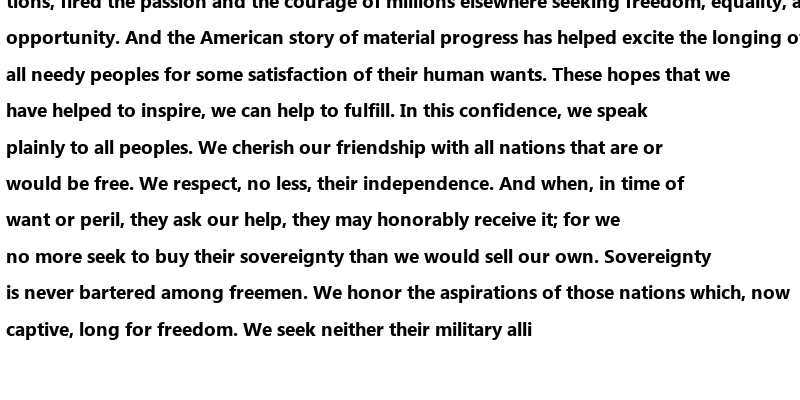 tions, fired the passion and the courage of millions elsewhere seeking freedom, equality,
opportunity. And the American story of material progress has helped excite the longing
all needy peoples for some satisfaction of their human wants. These hopes that we
have helped to inspire, we can help to fulfill. In this confidence, we speak
plainly to all peoples. We cherish our friendship with all nations that are or
would be free. We respect, no less, their independence. And when, in time of
want or peril, they ask our help, they may honorably receive it; for we
no more seek to buy their sovereignty than we would sell our own. Sovereignty
is never bartered among freemen. We honor the aspirations of those nations which, now
captive, long for freedom. We seek neither their military alli